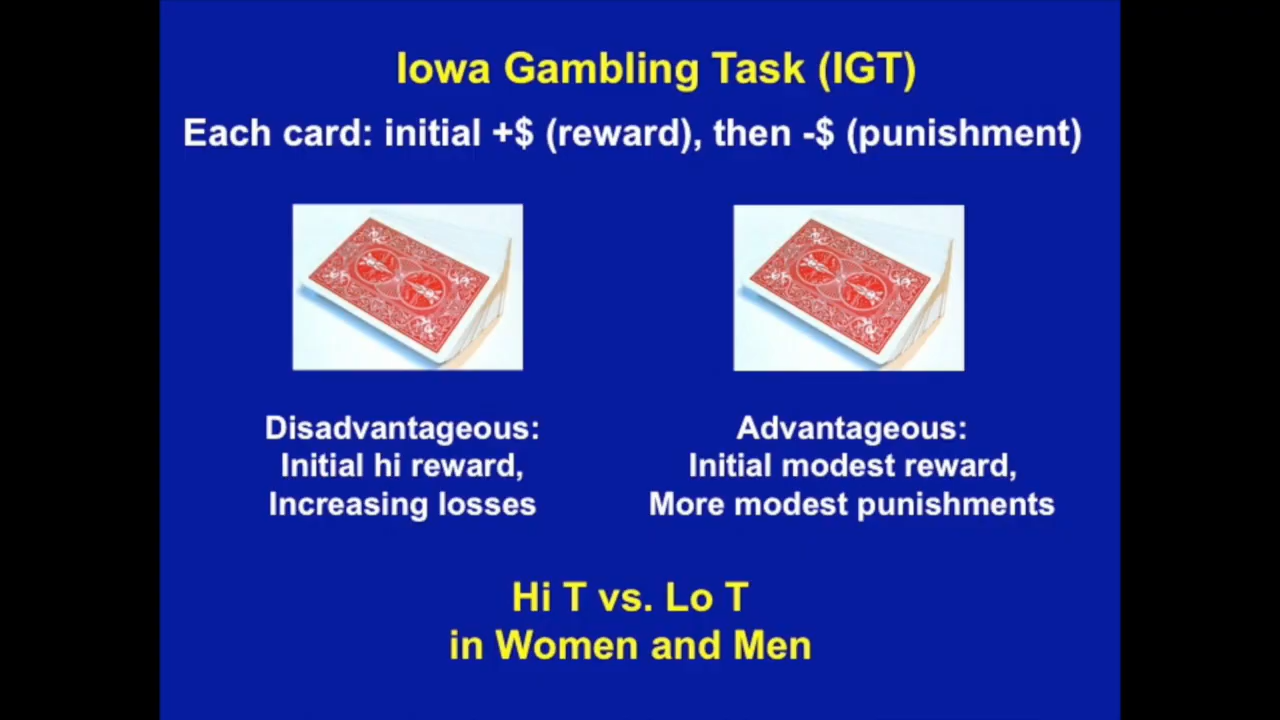 Iowa Gambling Task (IGT)
Each card: initial +$ (reward), then -$ (punishment)
Disadvantageous:
Initial hi reward,
Increasing losses
Advantageous:
Initial modest reward,
More modest punishments
Hi T vs. Lo T
in Women and Men